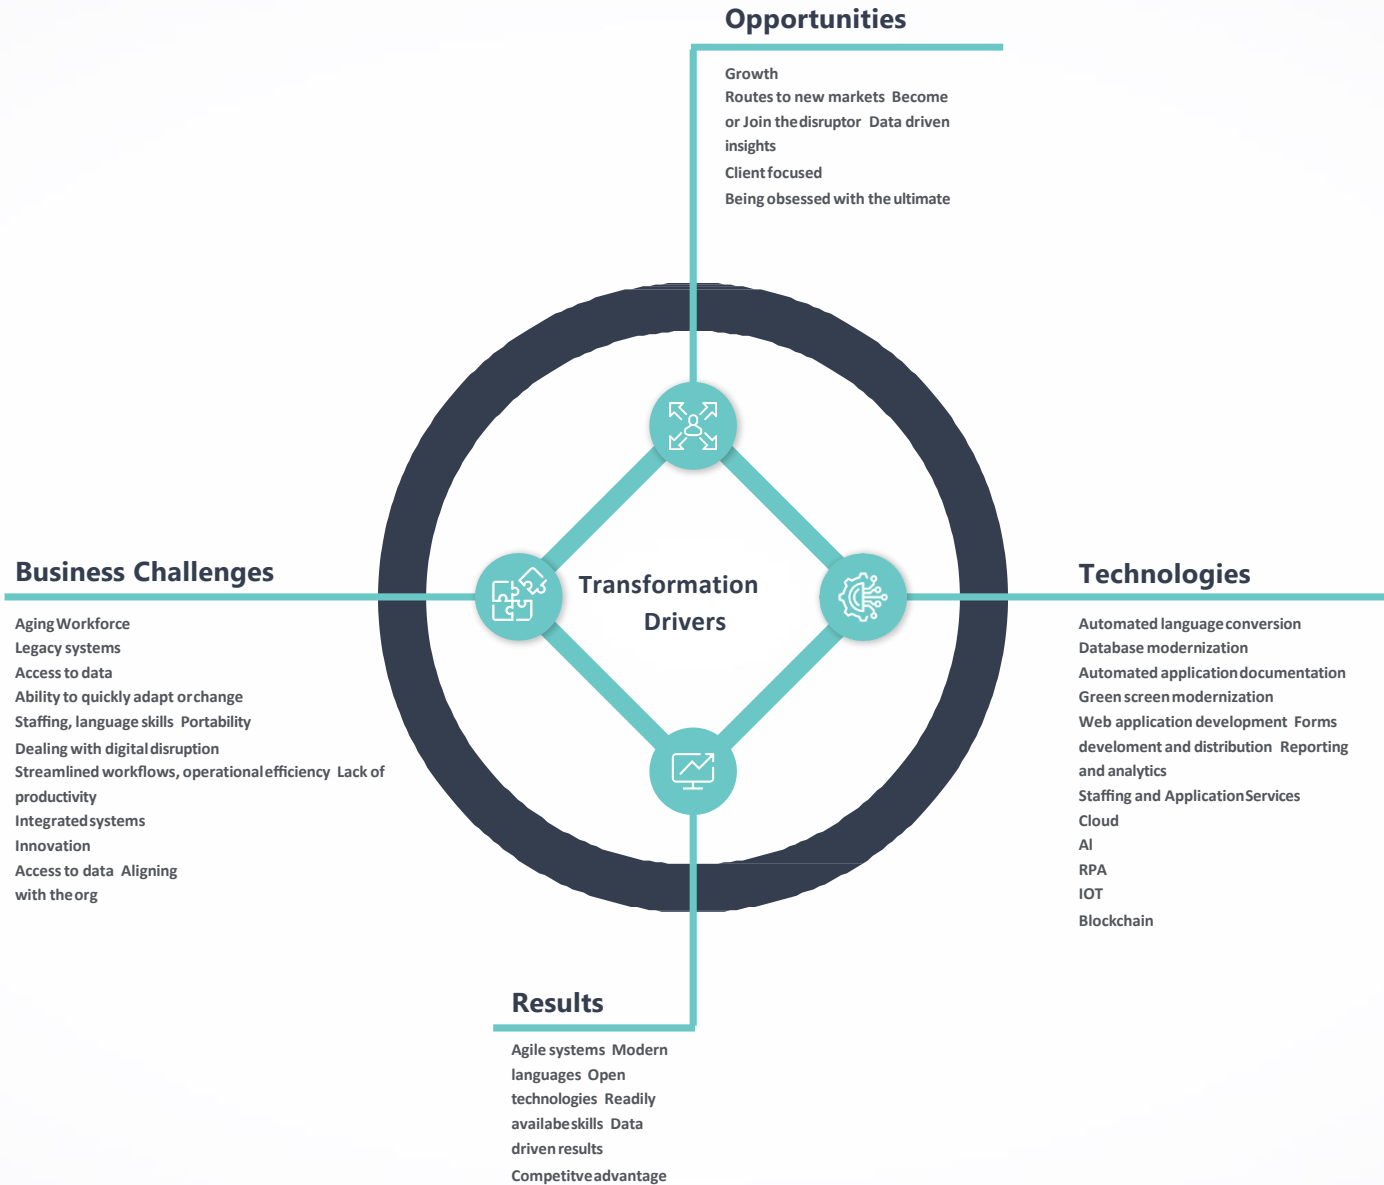 Opportunities
Growth
Routes to new markets Become
or Join the disruptor Data driven
insights
Client focused
Being obsessed with the ultimate
Business Challenges
Aging Workforce
Legacy systems
Access to data
Ability to quickly adapt or change
Staffing, language skills Portability
Dealing with digital disruption
Streamlined workflows, operational efficiency Lack of
productivity
Integrated systems
Innovation
Access to data Aligning
with the org
Transformation
Drivers
Technologies
Automated language conversion
Database modernization
Automated application documentation
Green screen modernization
Web application development Forms
develoment and distribution Reporting
and analytics
Staffing and Application Services
Cloud
AI
RPA
IOT
Blockchain
Results
Agile systems Modern
languages Open
technologies Readily
availabe skills Data
driven results
Competitve advantage